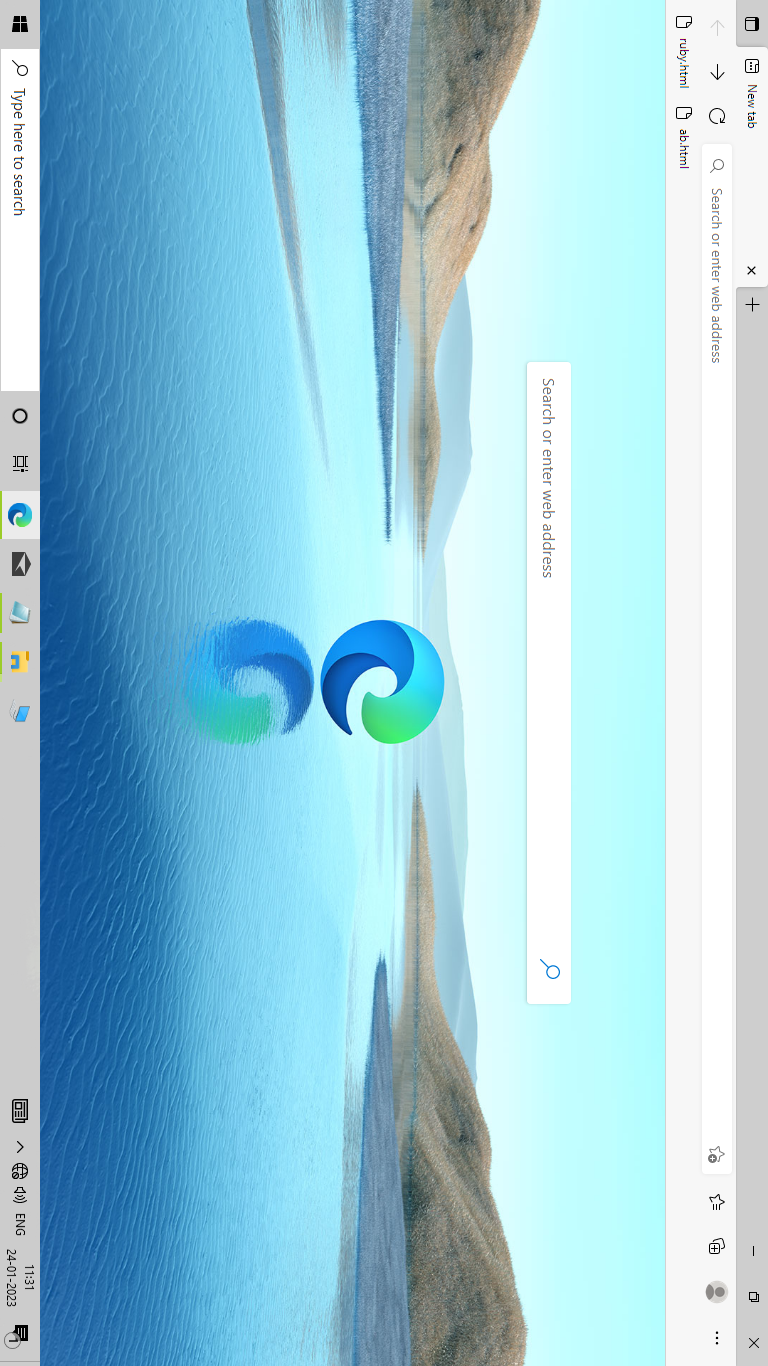 New tab
Search or enter web address
ruby.html
ab.html
Search or enter web address
Type here to search
ENG
11:31
24-01-2023
1